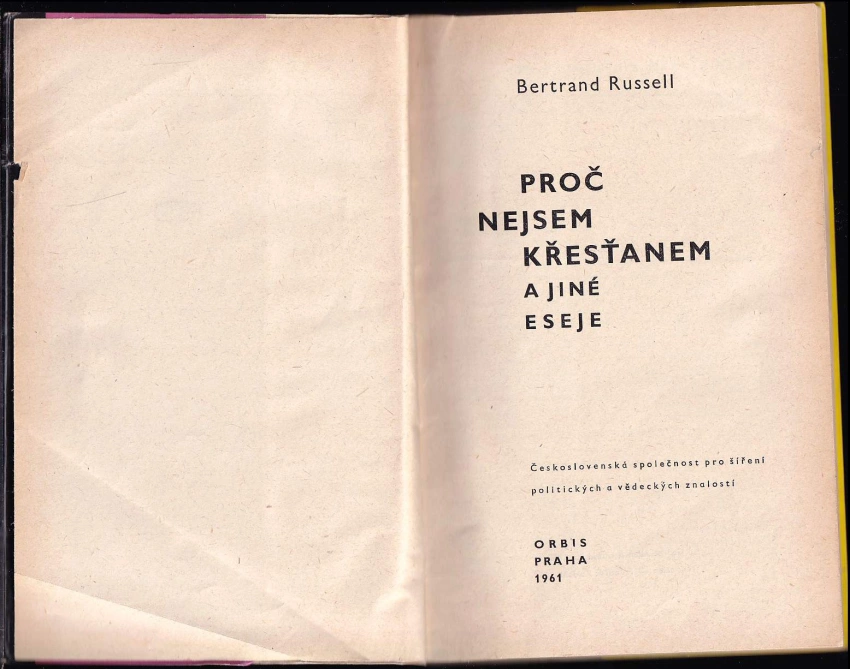 Bertrand Russell
PROČ
NEJSEM
KŘESŤANEM
A JINÉ
ESEJE
Československá společnost pro šíření
politických a vědeckých znalostí
ORBIS
PRAHA
1961